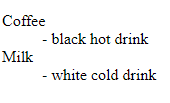 Coffee
- black hot drink
Milk
- white cold drink